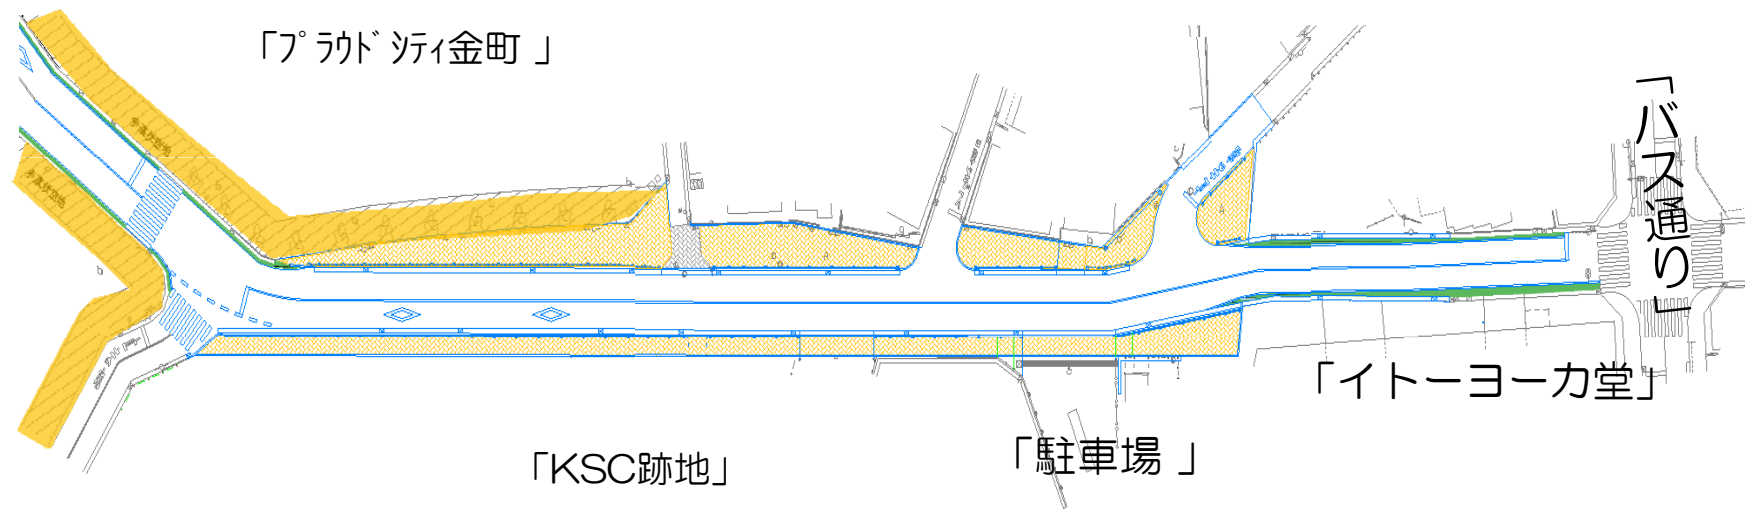 「プラウドシティ金町」
「バス通り」
「イトーヨーカ堂」
「駐車場」
「KSC跡地」